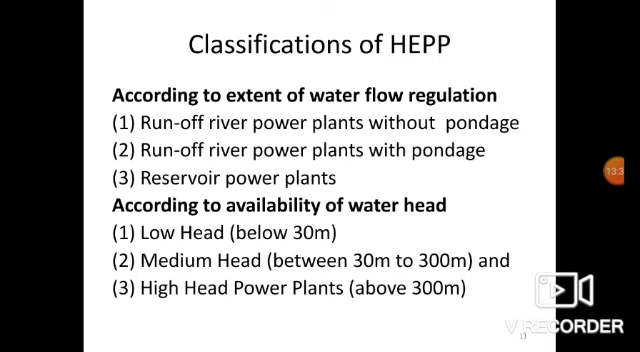 Classifications of HEPP
According to extent of water flow regulation
(1) Run-off river power plants without pondage
(2) Run-off river power plants with pondage
(3) Reservoir power plants
13.3
According to availability of water head
(1) Low Head (below 30m)
(2) Medium Head (between 30m to 300m) and
(3) High Head Power Plants (above 300m)
V RECORDER
11